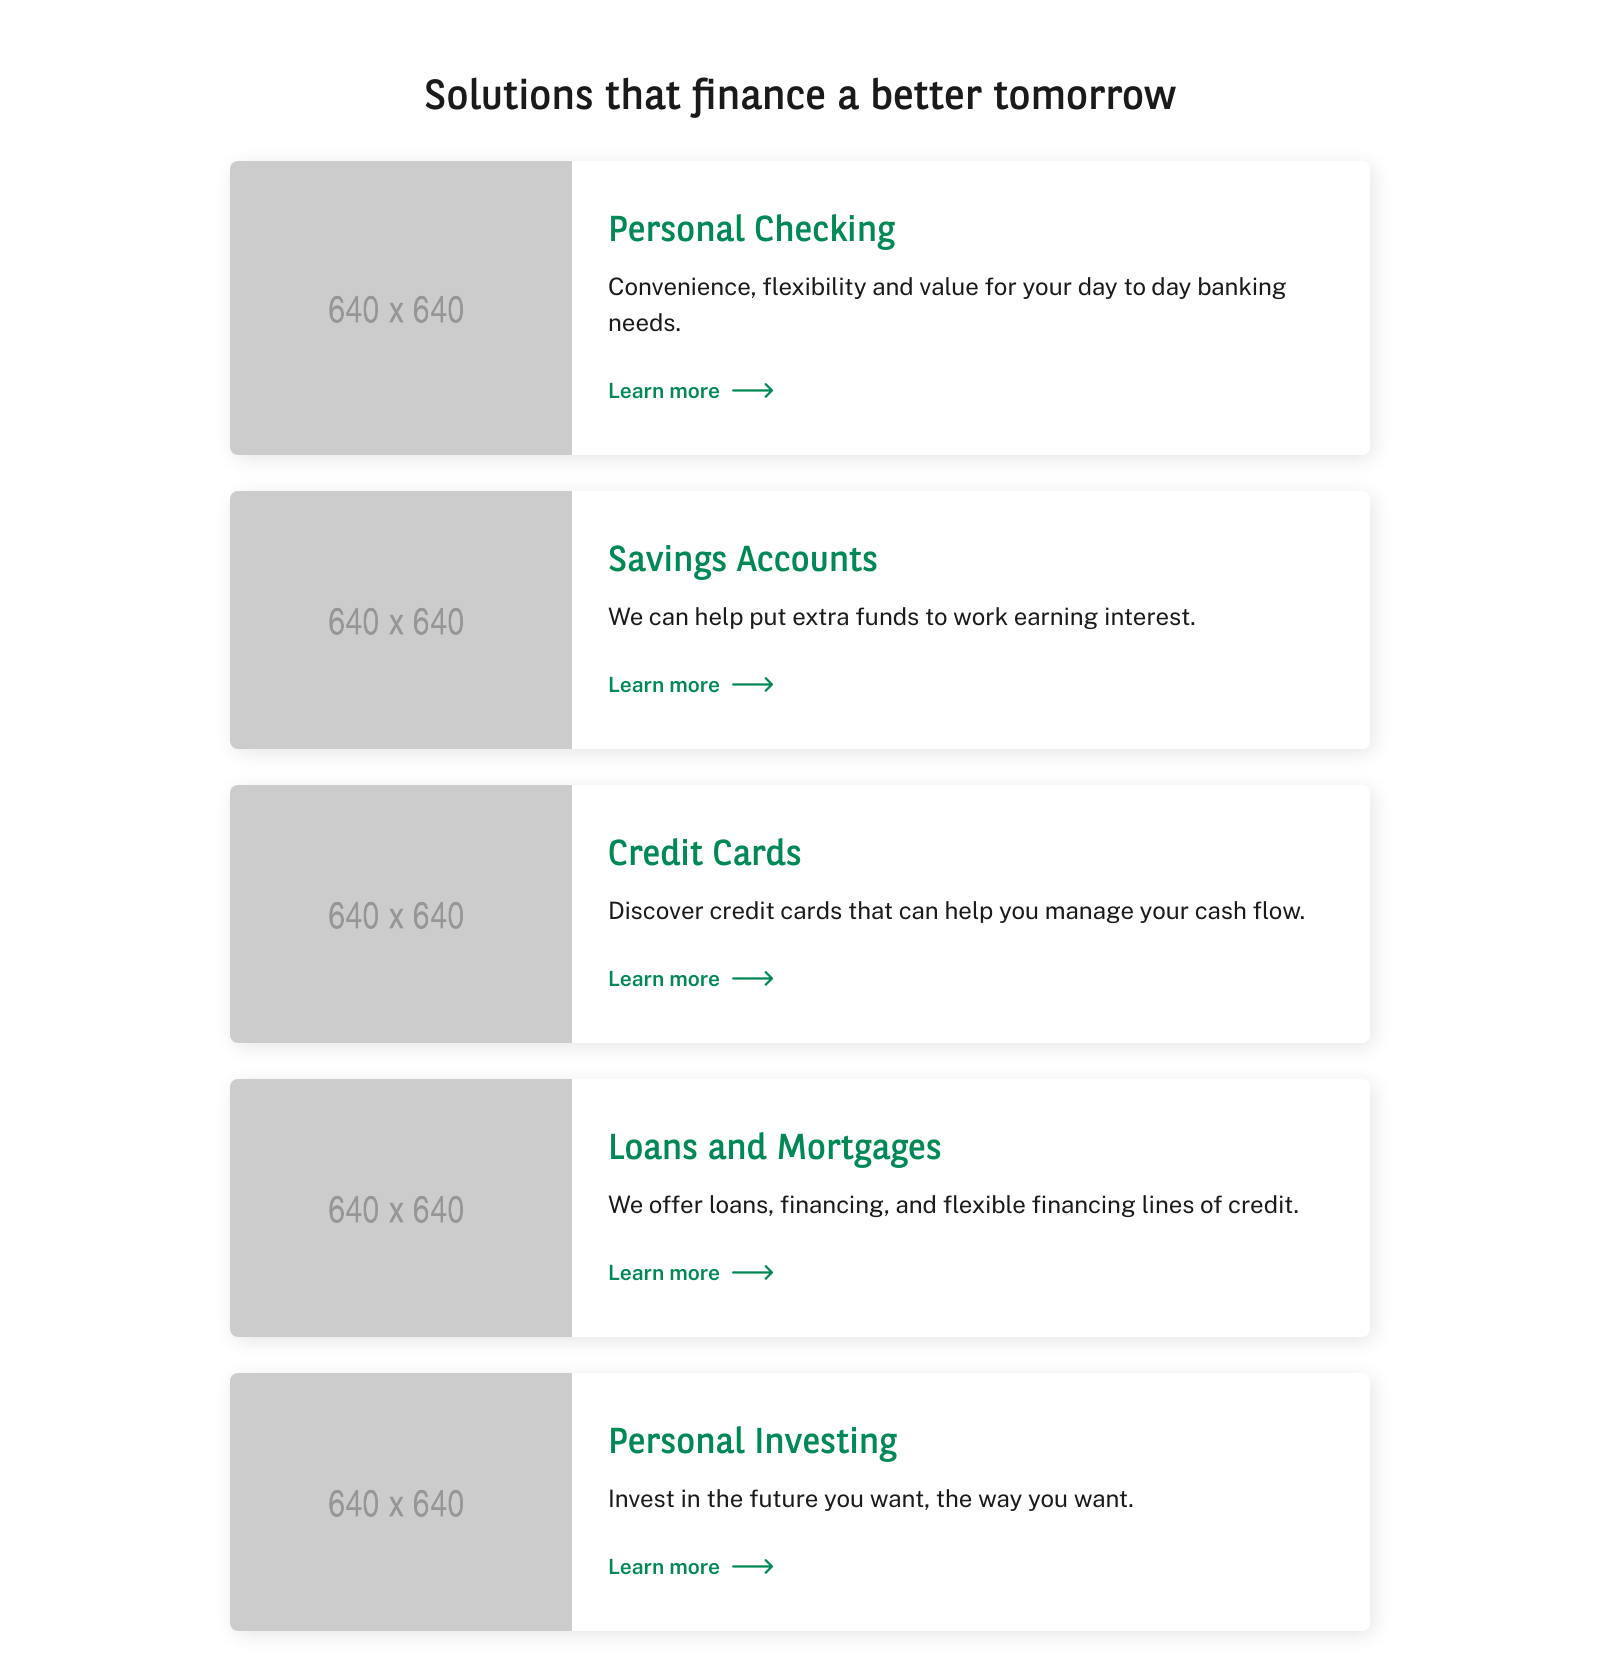 Solutions that finance a better tomorrow
640 x 640
Personal Checking
Convenience, flexibility and value for your day to day banking
needs.
Learn more
640 x 640
Savings Accounts
We can help put extra funds to work earning interest.
Learn more
640 x 640
Credit Cards
Discover credit cards that can help you manage your cash flow.
Learn more
640 x 640
Loans and Mortgages
We offer loans, financing, and flexible financing lines of credit.
Learn more
640 x 640
Personal Investing
Invest in the future you want, the way you want.
Learn more